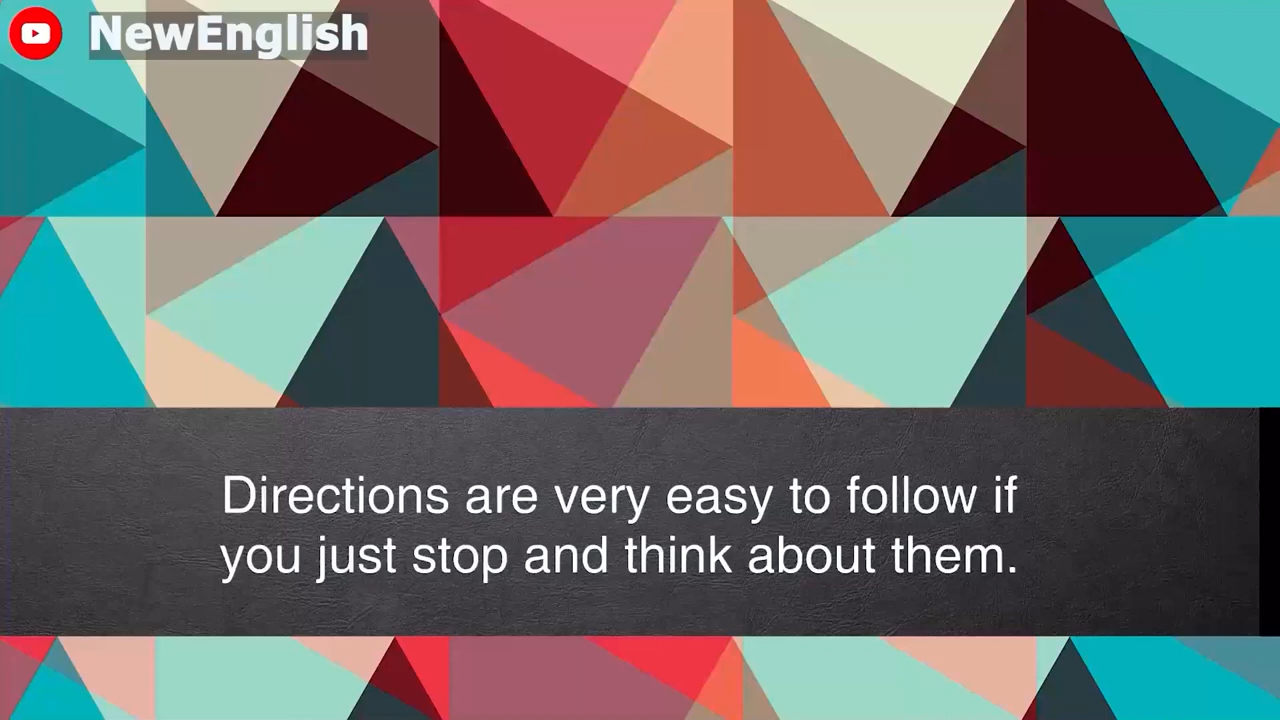 NewEnglish
Directions are very easy to follow if
you just stop and think about them.